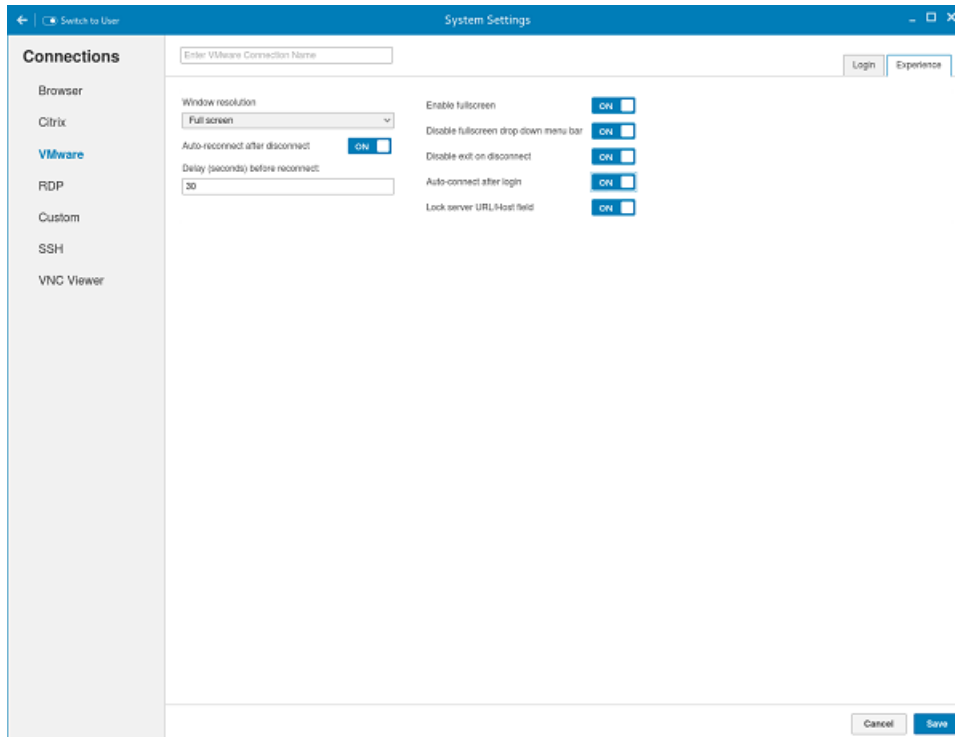 Switch to User
System Settings
Connections
Browser
Citrix
VMware
RDP
Custom
SSH
VNC Viewer
Enter VMware Connection Name
Login
Experience
Window resolution
Full screen
Auto-reconnect after disconnect
ON
Delay (seconds) before reconnect:
30
Enable fullscreen
ON
Disable fullscreen drop down menu bar
ON
Disable exit on disconnect
ON
Auto-connect after login
ON
Lock server URL/Host field
ON
Cancel
Save